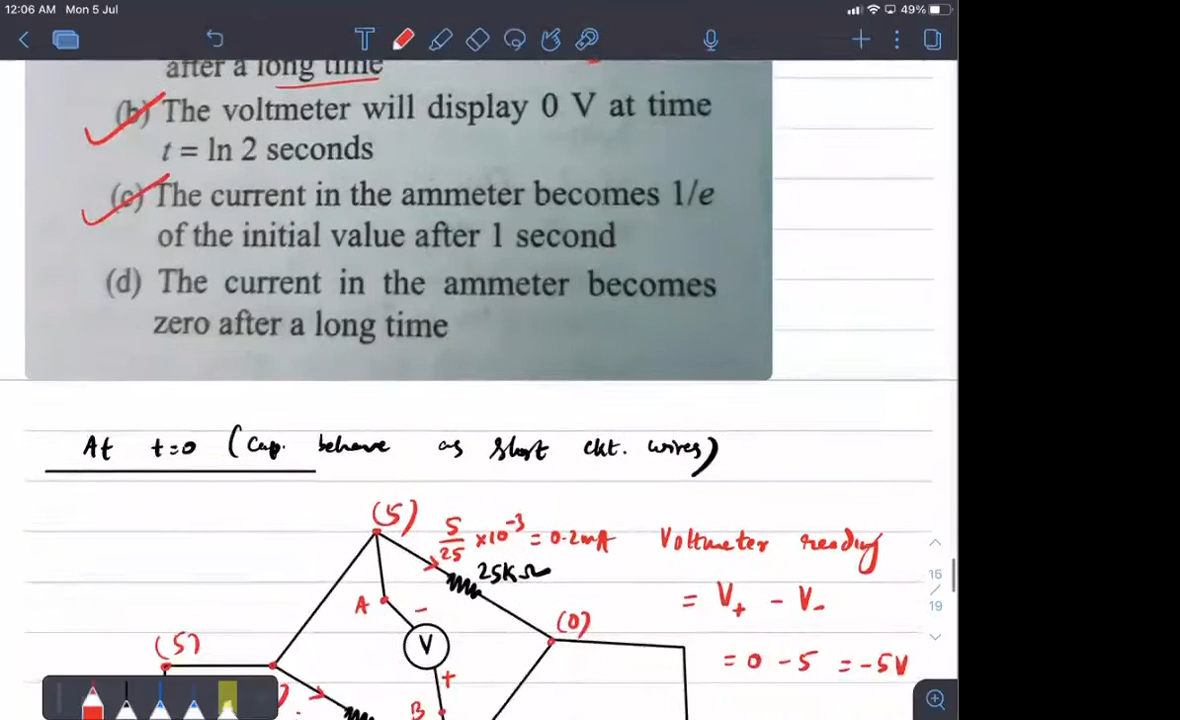 12:06 AM Mon 5 Jul
49%
after a long time
(b) The voltmeter will display 0 V at time
t = ln 2 seconds
(c) The current in the ammeter becomes 1/e
of the initial value after 1 second
(d) The current in the ammeter becomes
zero after a long time
At t=0 (Cap. behave as short ckt. wires)
(5)
5/25 ×10⁻³ = 0.2mA
25KΩ
Voltmeter reading
= V₊ - V₋
= 0 - 5 = -5V
A
-
V
+
B
(0)
(5)
16
/
19